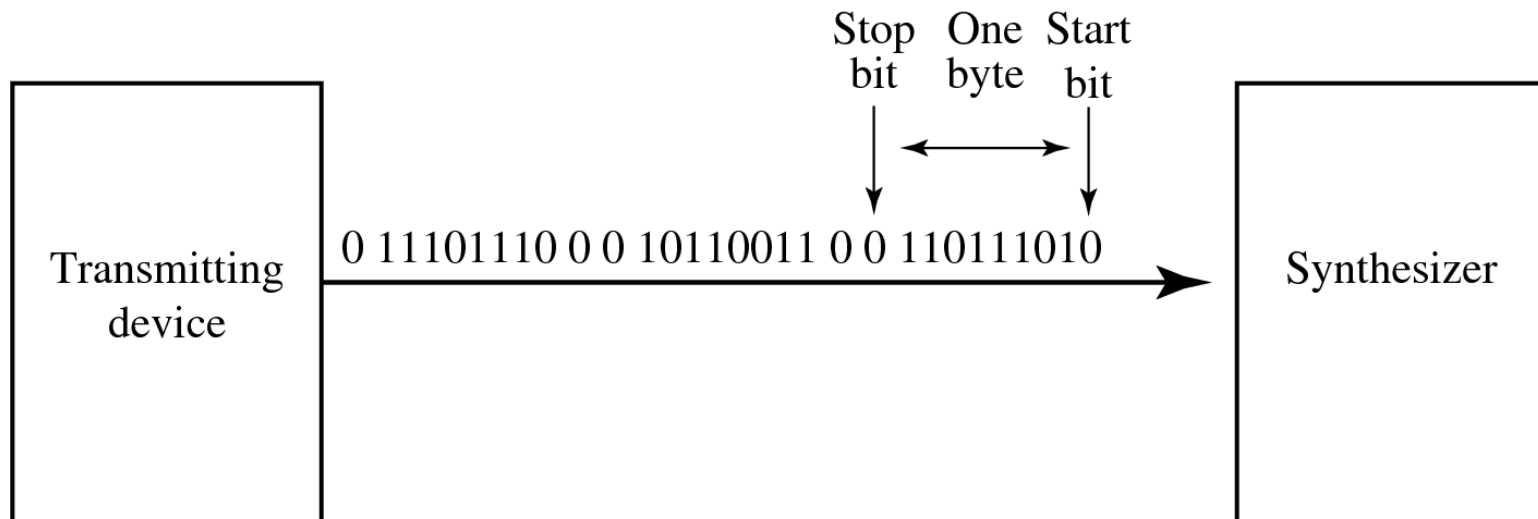 Stop
bit
One
byte
Start
bit
0 11101110 0 0 10110011 0 0 110111010
Transmitting
device
Synthesizer